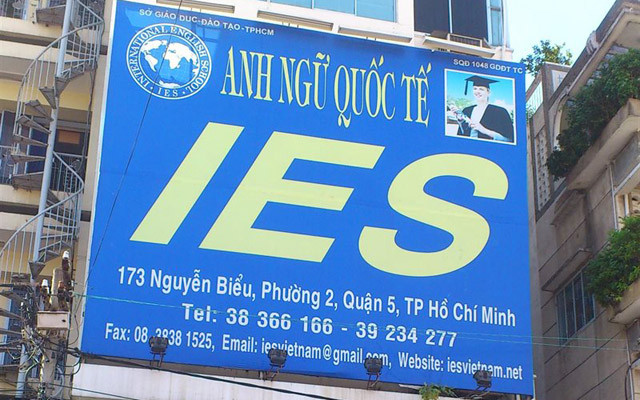 SỞ GIÁO DỤC-ĐÀO TẠO-TPHCM
SQĐ 1048 GDĐT TC
INTERNATIONAL ENGLISH SCHOOL
IES
ANH NGỮ QUỐC TẾ
IES
173 Nguyễn Biểu, Phường 2, Quận 5, TP Hồ Chí Minh
Tel: 38 366 166 - 39 234 277
Fax: 08. 3838 1525, Email: iesvietnam@gmail.com, Website: iesvietnam.net